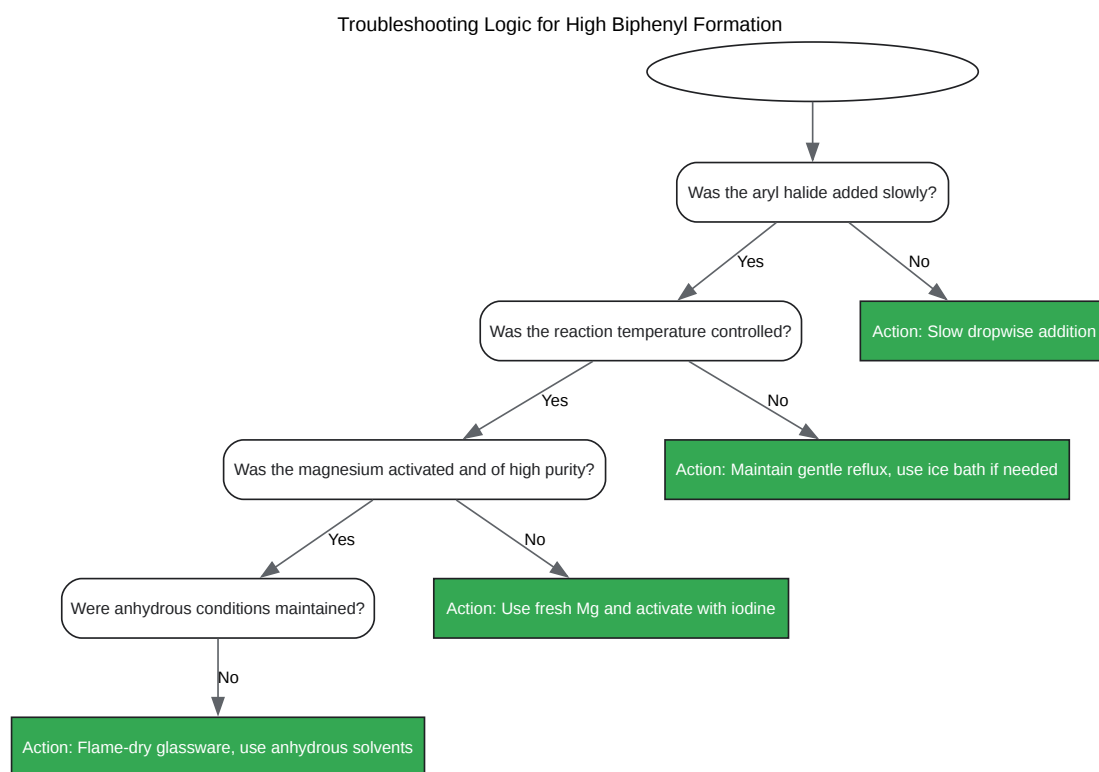 Troubleshooting Logic for High Biphenyl Formation
Was the aryl halide added slowly?
Yes
No
Was the reaction temperature controlled?
Action: Slow dropwise addition
Yes
No
Was the magnesium activated and of high purity?
Action: Maintain gentle reflux, use ice bath if needed
Yes
No
Were anhydrous conditions maintained?
Action: Use fresh Mg and activate with iodine
No
Action: Flame-dry glassware, use anhydrous solvents